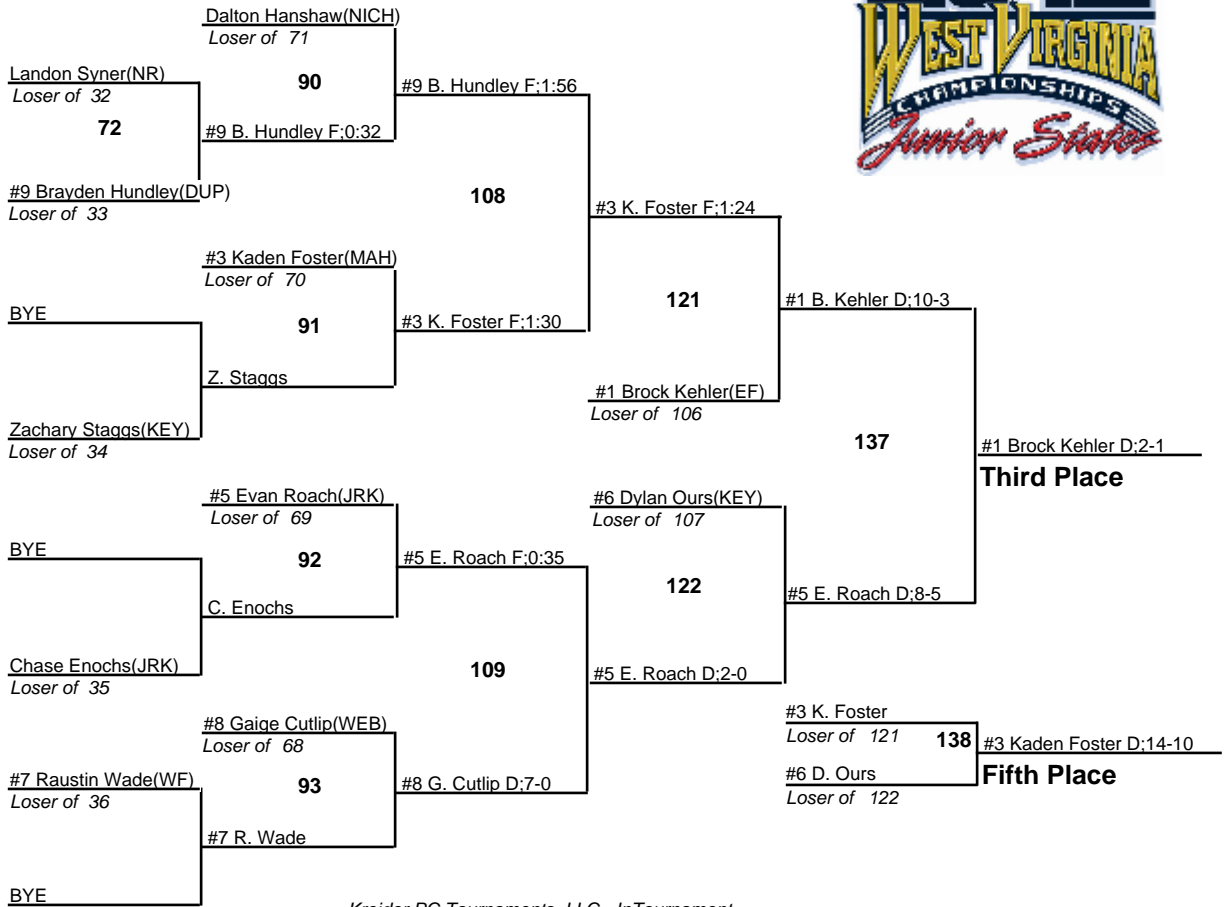 Dalton Hanshaw(NICH)
Loser of 71
WEST VIRGINIA
CHAMPIONSHIPS
Junior States
Landon Syner(NR)
Loser of 32
90
#9 B. Hundley F;1:56
72
#9 B. Hundley F;0:32
#9 Brayden Hundley(DUP)
Loser of 33
108
#3 K. Foster F;1:24
#3 Kaden Foster(MAH)
Loser of 70
121
#1 B. Kehler D;10-3
BYE
91
#3 K. Foster F;1:30
Z. Staggs
#1 Brock Kehler(EF)
Loser of 106
Zachary Staggs(KEY)
Loser of 34
137
#1 Brock Kehler D;2-1
Third Place
#5 Evan Roach(JRK)
Loser of 69
#6 Dylan Ours(KEY)
Loser of 107
BYE
92
#5 E. Roach F;0:35
122
C. Enochs
#5 E. Roach D;8-5
Chase Enochs(JRK)
Loser of 35
109
#5 E. Roach D;2-0
#8 Gaige Cutlip(WEB)
Loser of 68
#3 K. Foster
Loser of 121
138
#3 Kaden Foster D;14-10
Fifth Place
#7 Raustin Wade(WF)
Loser of 36
93
#8 G. Cutlip D;7-0
#6 D. Ours
Loser of 122
#7 R. Wade
BYE